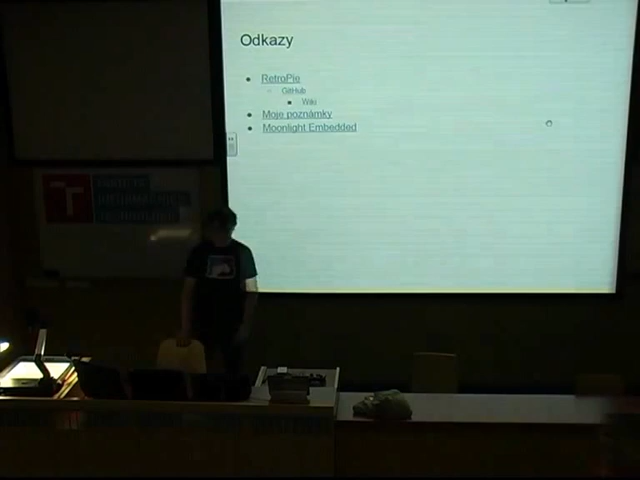 Odkazy
RetroPie
GitHub
Wiki
Moje poznámky
Moonlight Embedded
T